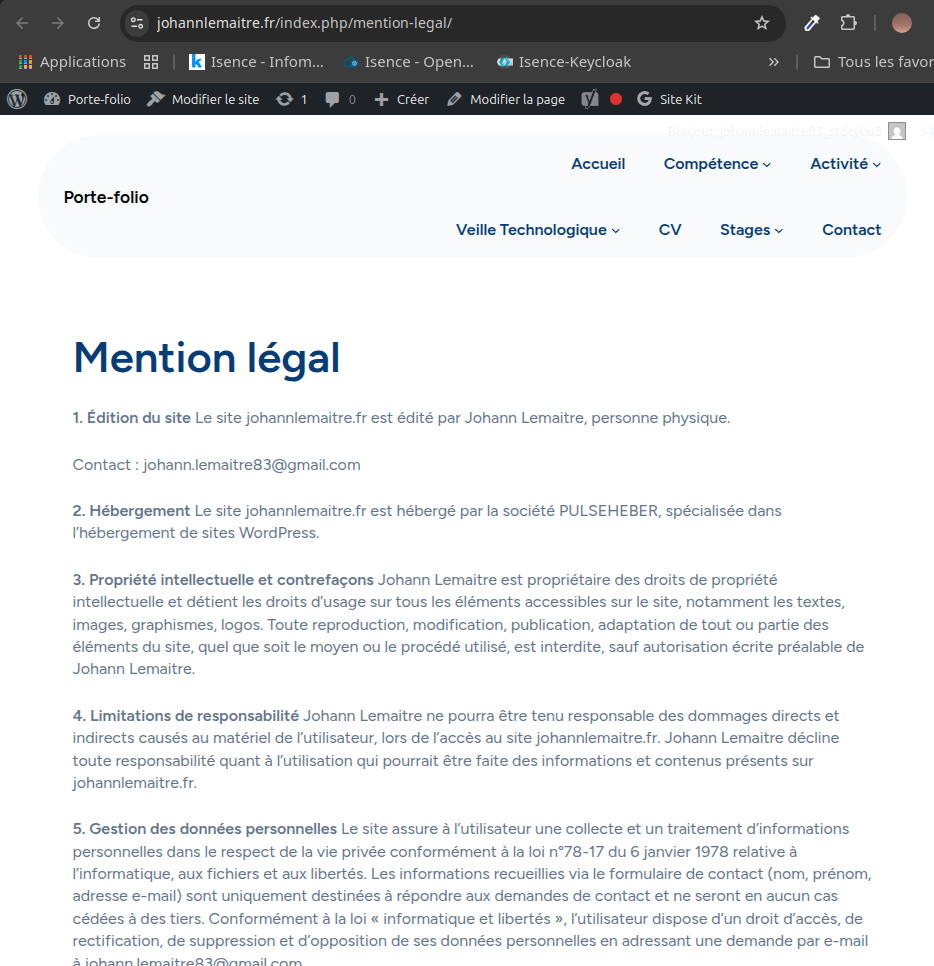 johannlemaitre.fr/index.php/mention-legal/
Applications
Isence - Infom...
Isence - Open...
Isence-Keycloak
»
Tous les favor
Porte-folio
Modifier le site
1
0
Créer
Modifier la page
Site Kit
Bonjour, johannlemaitre83_srdcy0u5
Accueil
Compétence
Activité
Porte-folio
Veille Technologique
CV
Stages
Contact
Mention légal
1. Édition du site Le site johannlemaitre.fr est édité par Johann Lemaitre, personne physique.
Contact : johann.lemaitre83@gmail.com
2. Hébergement Le site johannlemaitre.fr est hébergé par la société PULSEHEBER, spécialisée dans
l’hébergement de sites WordPress.
3. Propriété intellectuelle et contrefaçons Johann Lemaitre est propriétaire des droits de propriété
intellectuelle et détient les droits d’usage sur tous les éléments accessibles sur le site, notamment les textes,
images, graphismes, logos. Toute reproduction, modification, publication, adaptation de tout ou partie des
éléments du site, quel que soit le moyen ou le procédé utilisé, est interdite, sauf autorisation écrite préalable de
Johann Lemaitre.
4. Limitations de responsabilité Johann Lemaitre ne pourra être tenu responsable des dommages directs et
indirects causés au matériel de l’utilisateur, lors de l’accès au site johannlemaitre.fr. Johann Lemaitre décline
toute responsabilité quant à l’utilisation qui pourrait être faite des informations et contenus présents sur
johannlemaitre.fr.
5. Gestion des données personnelles Le site assure à l’utilisateur une collecte et un traitement d’informations
personnelles dans le respect de la vie privée conformément à la loi n°78-17 du 6 janvier 1978 relative à
l’informatique, aux fichiers et aux libertés. Les informations recueillies via le formulaire de contact (nom, prénom,
adresse e-mail) sont uniquement destinées à répondre aux demandes de contact et ne seront en aucun cas
cédées à des tiers. Conformément à la loi « informatique et libertés », l’utilisateur dispose d’un droit d’accès, de
rectification, de suppression et d’opposition de ses données personnelles en adressant une demande par e-mail
à johann.lemaitre83@gmail.com